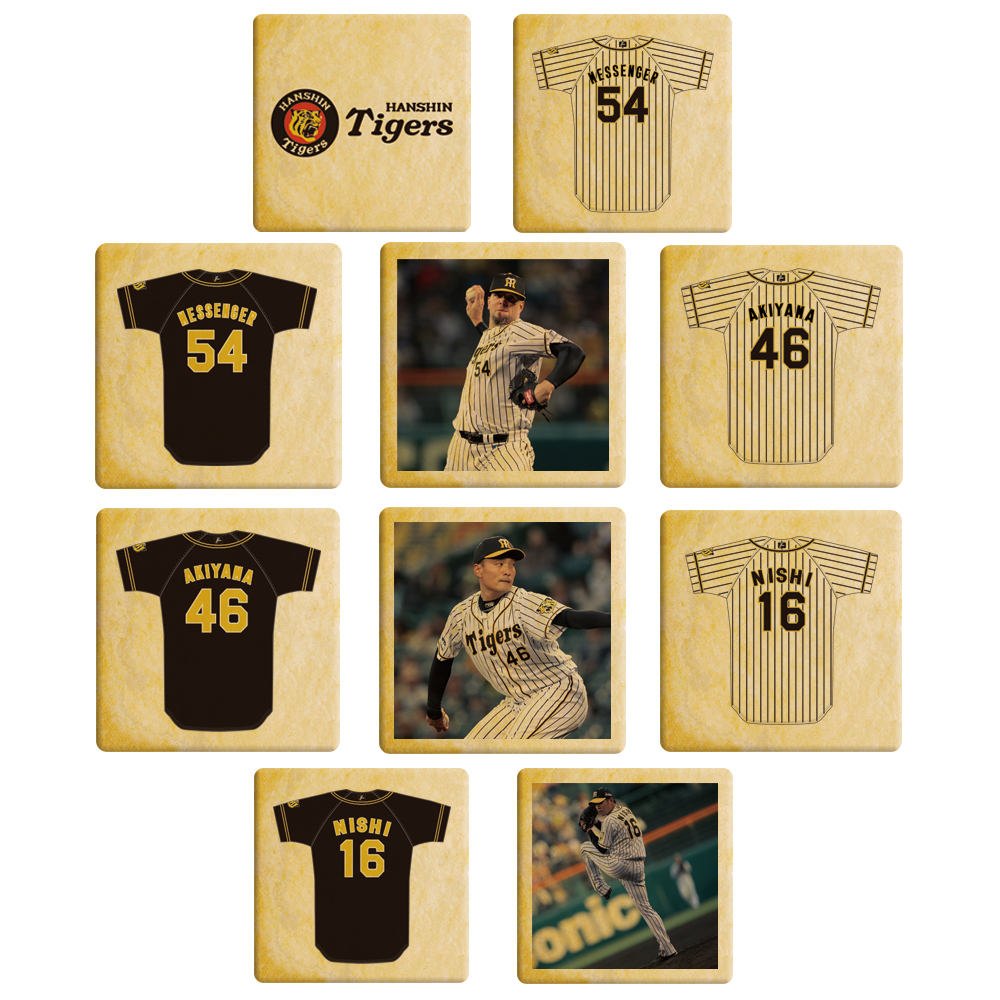 HANSHIN
Tigers
HANSHIN
Tigers
MESSENGER
54
MESSENGER
54
54
AKIYAMA
46
AKIYAMA
46
Tigers
46
NISHI
16
NISHI
16
16
onic